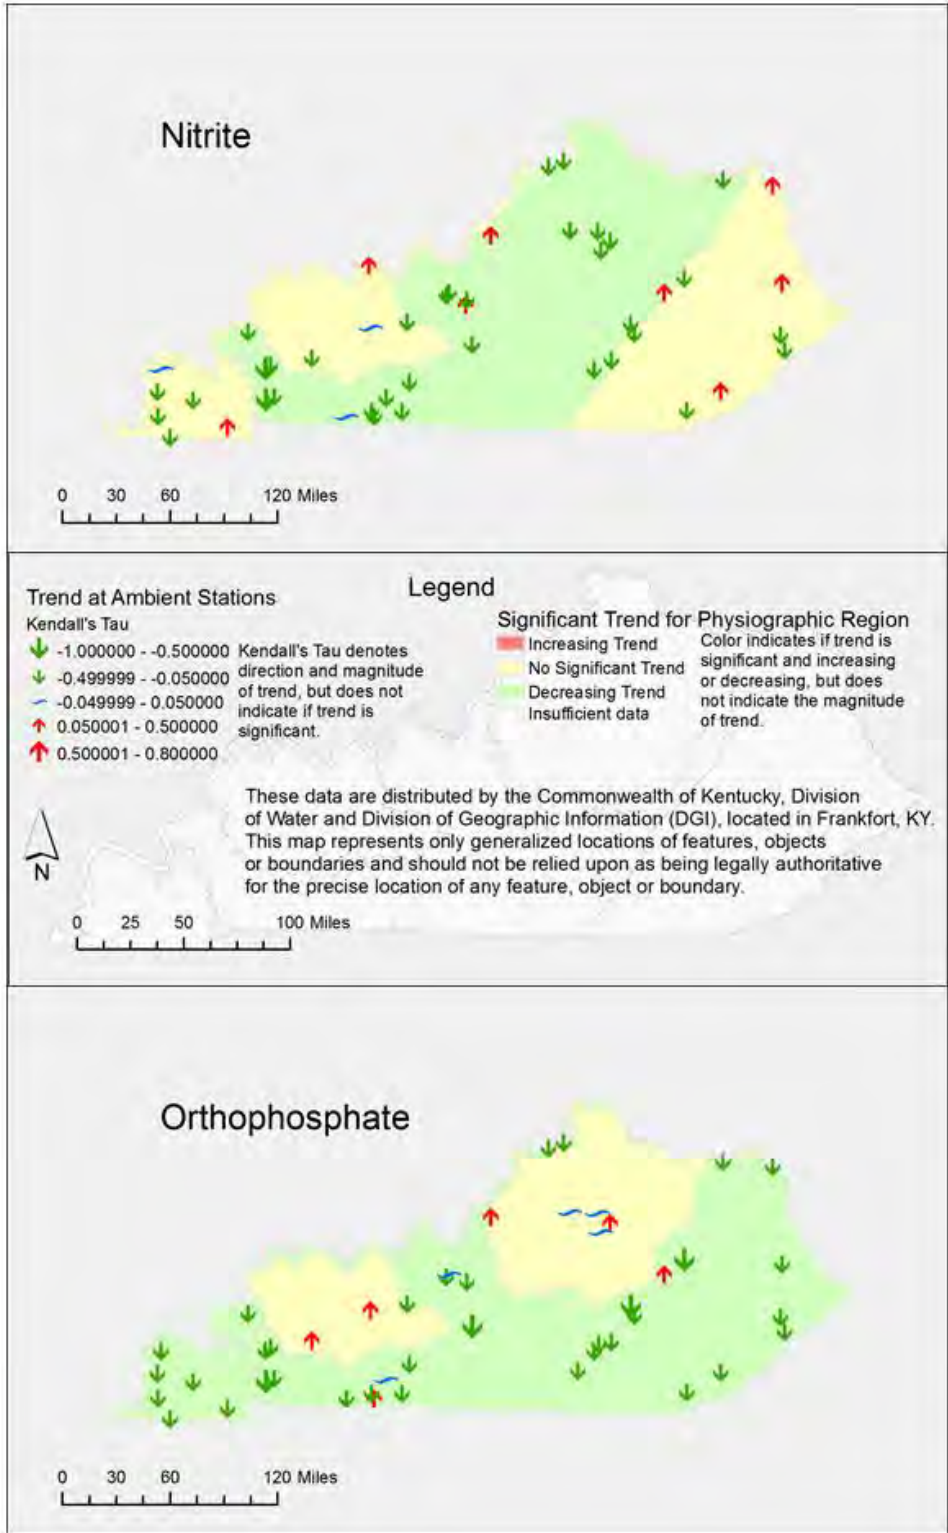 Nitrite
0 30 60 120 Miles
Legend
Trend at Ambient Stations
Kendall's Tau
-1.000000 - -0.500000
-0.499999 - -0.050000
-0.049999 - 0.050000
0.050001 - 0.500000
0.500001 - 0.800000
Kendall's Tau denotes
direction and magnitude
of trend, but does not
indicate if trend is
significant.
Significant Trend for Physiographic Region
Increasing Trend
No Significant Trend
Decreasing Trend
Insufficient data
Color indicates if trend is
significant and increasing
or decreasing, but does
not indicate the magnitude
of trend.
These data are distributed by the Commonwealth of Kentucky, Division
of Water and Division of Geographic Information (DGI), located in Frankfort, KY.
This map represents only generalized locations of features, objects
or boundaries and should not be relied upon as being legally authoritative
for the precise location of any feature, object or boundary.
N
0 25 50 100 Miles
Orthophosphate
0 30 60 120 Miles